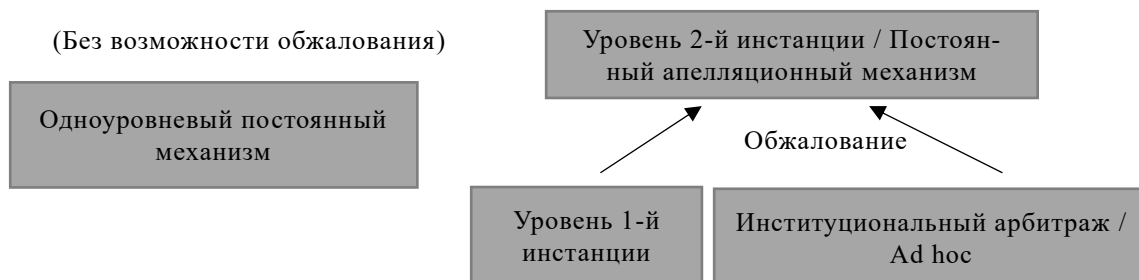 (Без возможности обжалования)
Одноуровневый постоянный
механизм
Уровень 2-й инстанции / Постоян-
ный апелляционный механизм
Обжалование
Уровень 1-й
инстанции
Институциональный арбитраж /
Ad hoc